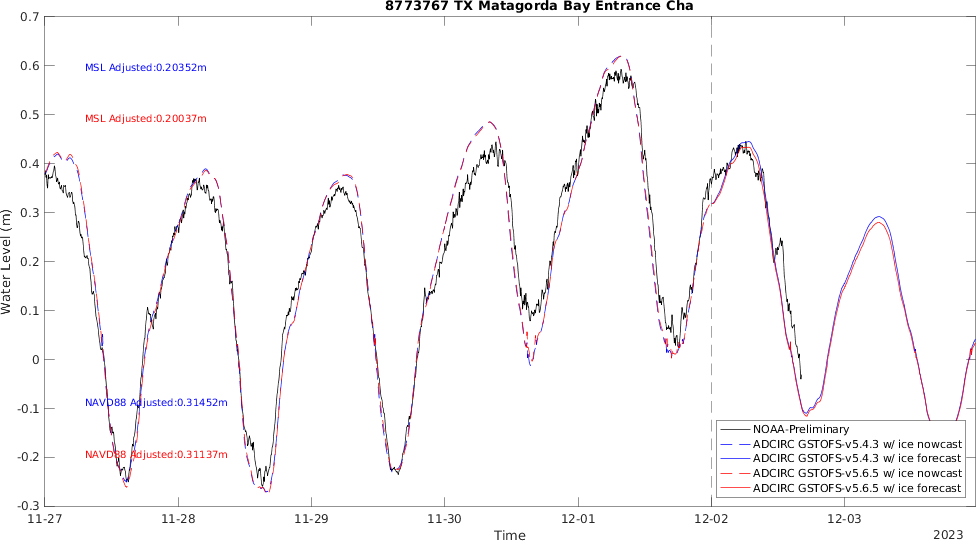 8773767 TX Matagorda Bay Entrance Cha
0.7
0.6
0.5
0.4
0.3
0.2
0.1
0
-0.1
-0.2
-0.3
Water Level (m)
MSL Adjusted:0.20352m
MSL Adjusted:0.20037m
NAVD88 Adjusted:0.31452m
NAVD88 Adjusted:0.31137m
NOAA-Preliminary
ADCIRC GSTOFS-v5.4.3 w/ ice nowcast
ADCIRC GSTOFS-v5.4.3 w/ ice forecast
ADCIRC GSTOFS-v5.6.5 w/ ice nowcast
ADCIRC GSTOFS-v5.6.5 w/ ice forecast
11-27 11-28 11-29 11-30 12-01 12-02 12-03
Time
2023